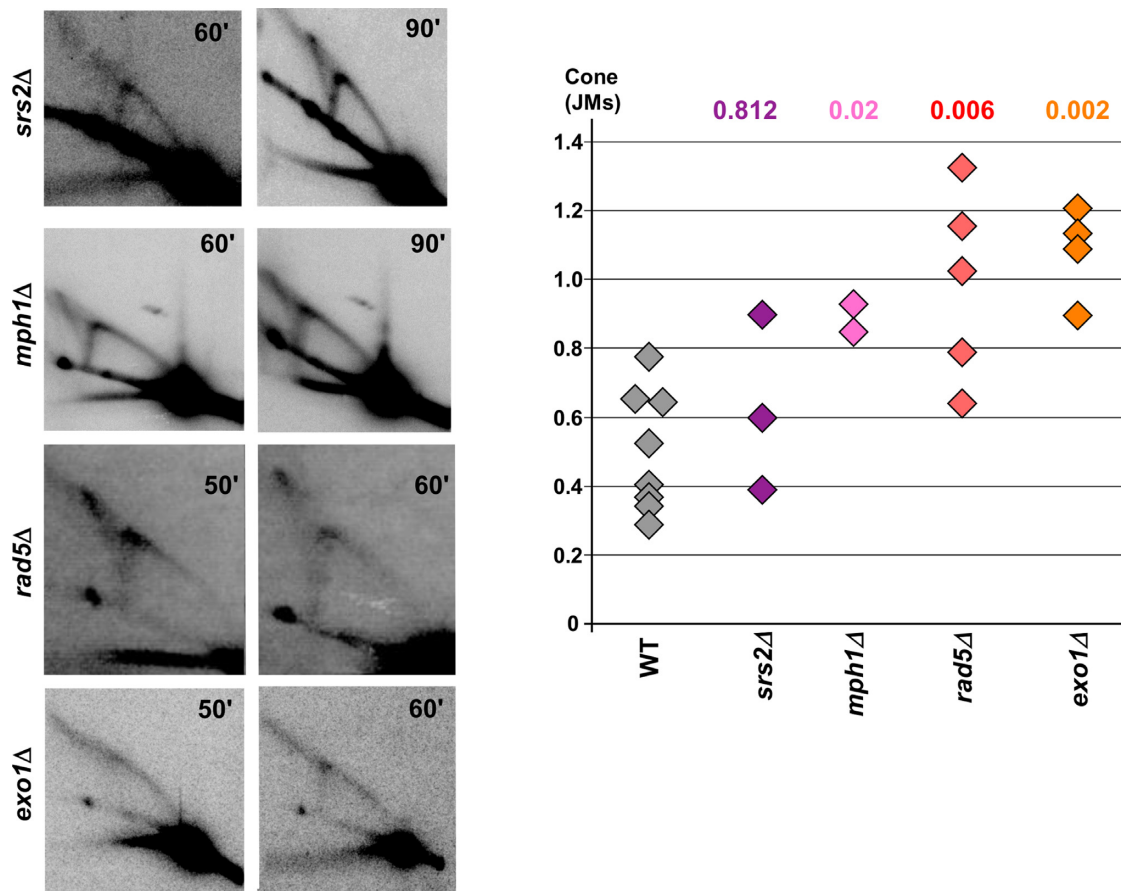 srs2Δ
60'
90'
mph1Δ
60'
90'
rad5Δ
50'
60'
exo1Δ
50'
60'
Cone
(JMs)
0.812 0.02 0.006 0.002
1.4
1.2
1.0
0.8
0.6
0.4
0.2
0
WT srs2Δ mph1Δ rad5Δ exo1Δ